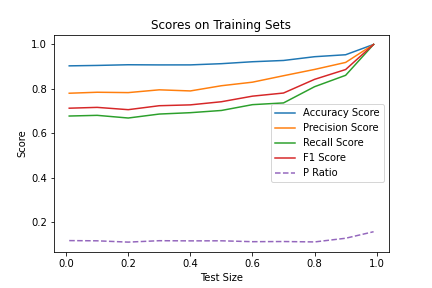 Scores on Training Sets
1.0
0.8
0.6
0.4
0.2
Score
Accuracy Score
Precision Score
Recall Score
F1 Score
P Ratio
0.0 0.2 0.4 0.6 0.8 1.0
Test Size